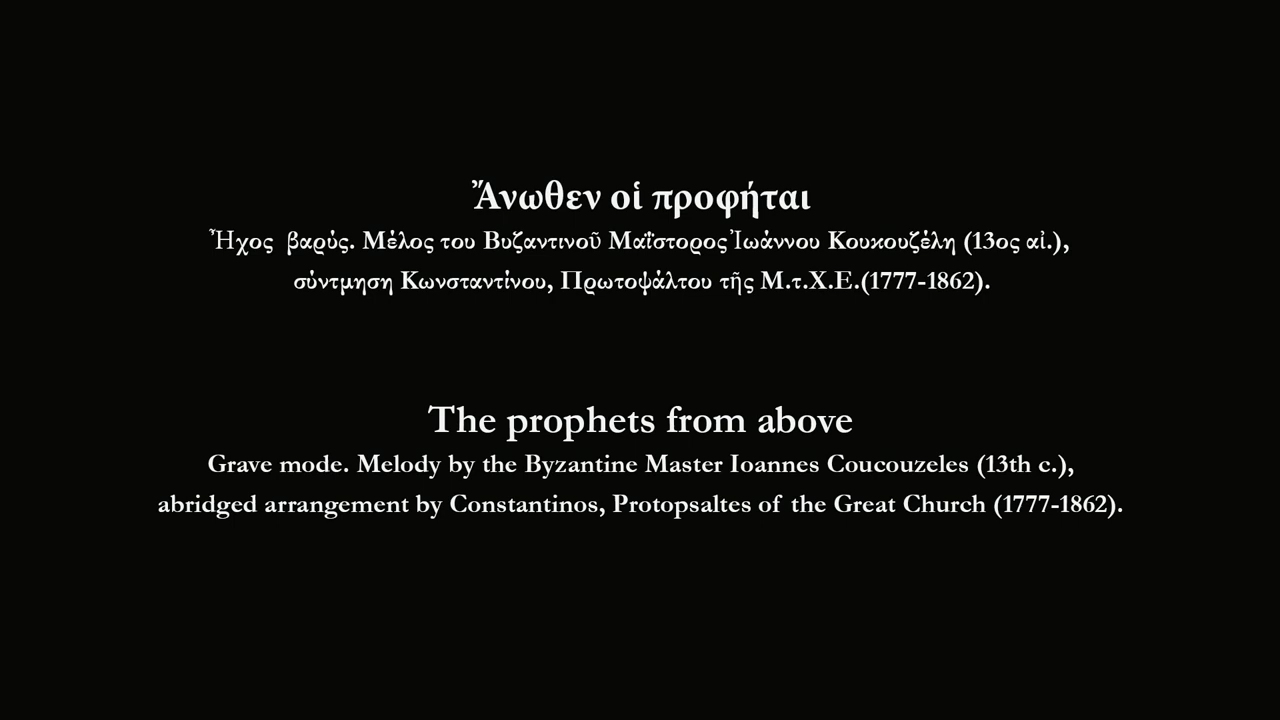 Ἄνωθεν οἱ προφήται
Ἦχος βαρύς. Μέλος του Βυζαντινοῦ Μαΐστορος Ἰωάννου Κουκουζέλη (13ος αἰ.),
σύντμηση Κωνσταντίνου, Πρωτοψάλτου τῆς Μ.τ.Χ.Ε.(1777-1862).
The prophets from above
Grave mode. Melody by the Byzantine Master Ioannes Coucouzeles (13th c.),
abridged arrangement by Constantinos, Protopsaltes of the Great Church (1777-1862).